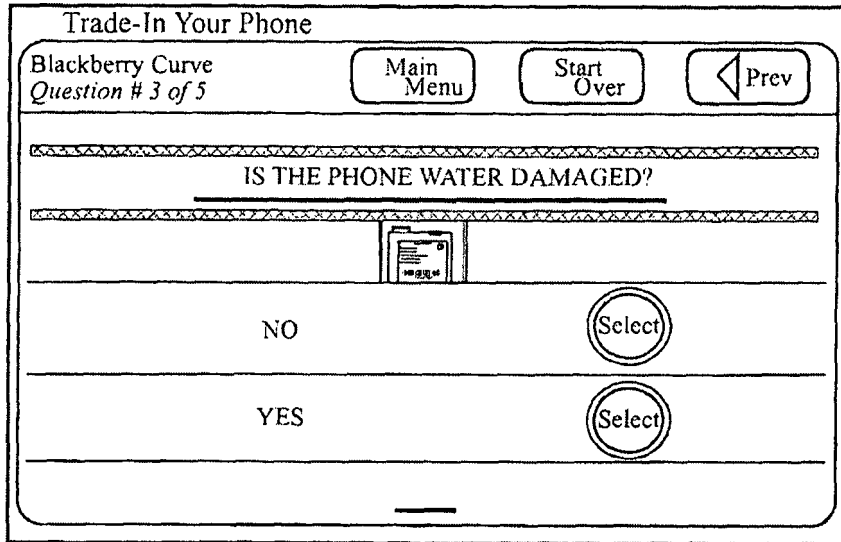 Trade-In Your Phone
Blackberry Curve
Question # 3 of 5
Main
Menu
Start
Over
Prev
IS THE PHONE WATER DAMAGED?
NO
Select
YES
Select